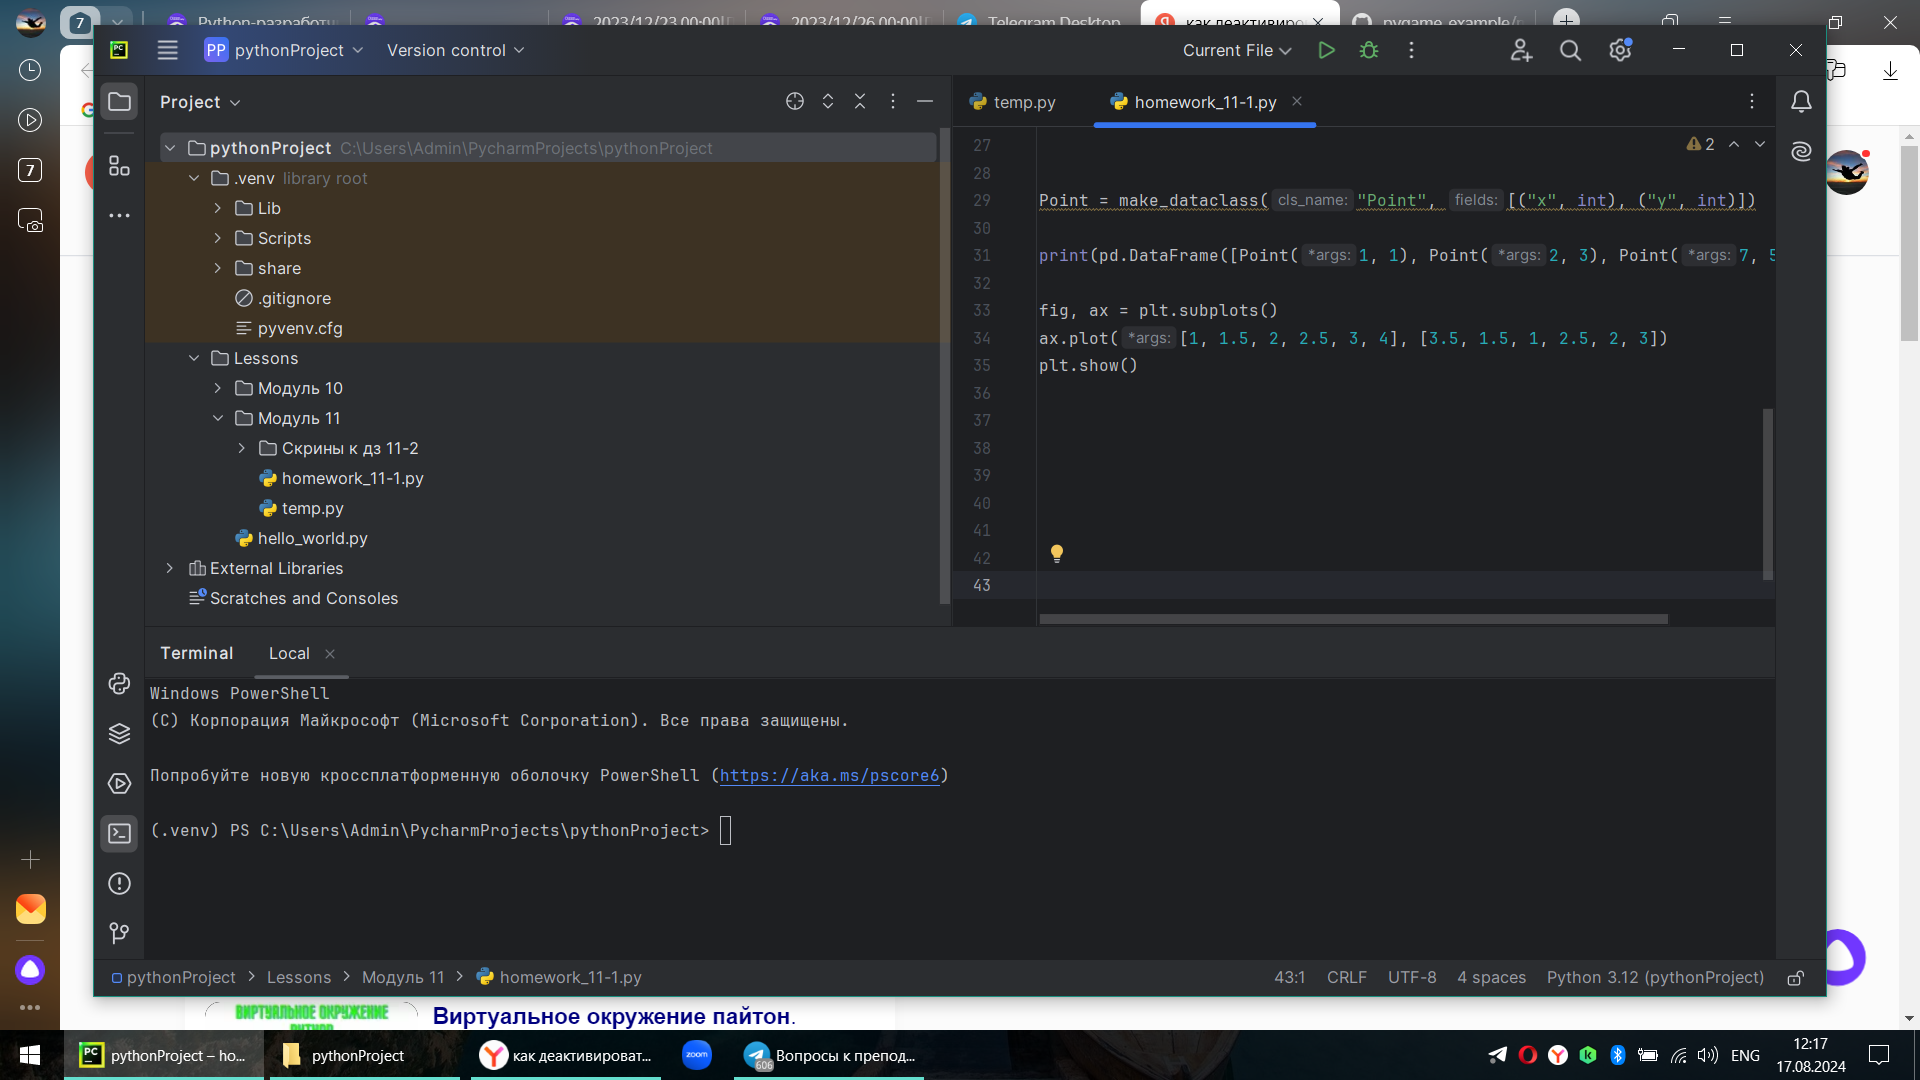 7
Python-разработч
2023/12/23 00:00
2023/12/26 00:00
Telegram Desktop
как деактивиро
pygame_example/
PC
PP pythonProject
Version control
Current File
Project
temp.py
homework_11-1.py
7
pythonProject C:\Users\Admin\PycharmProjects\pythonProject
.venv library root
Lib
Scripts
share
.gitignore
pyvenv.cfg
Lessons
Модуль 10
Модуль 11
Скрины к дз 11-2
homework_11-1.py
temp.py
hello_world.py
External Libraries
Scratches and Consoles
2
27
28
29 Point = make_dataclass( cls_name: "Point", fields: [("x", int), ("y", int)])
30
31 print(pd.DataFrame([Point( *args: 1, 1), Point( *args: 2, 3), Point( *args: 7, 5
32
33 fig, ax = plt.subplots()
34 ax.plot( *args: [1, 1.5, 2, 2.5, 3, 4], [3.5, 1.5, 1, 2.5, 2, 3])
35 plt.show()
36
37
38
39
40
41
42
43
Terminal
Local
Windows PowerShell
(C) Корпорация Майкрософт (Microsoft Corporation). Все права защищены.
Попробуйте новую кроссплатформенную оболочку PowerShell (https://aka.ms/pscore6)
(.venv) PS C:\Users\Admin\PycharmProjects\pythonProject>
pythonProject > Lessons > Модуль 11 > homework_11-1.py
43:1 CRLF UTF-8 4 spaces Python 3.12 (pythonProject)
ВИРТУАЛЬНОЕ ОКРУЖЕНИЕ
Виртуальное окружение пайтон.
pythonProject – ho...
pythonProject
как деактивироват...
zoom
606
Вопросы к препод...
ENG
12:17
17.08.2024